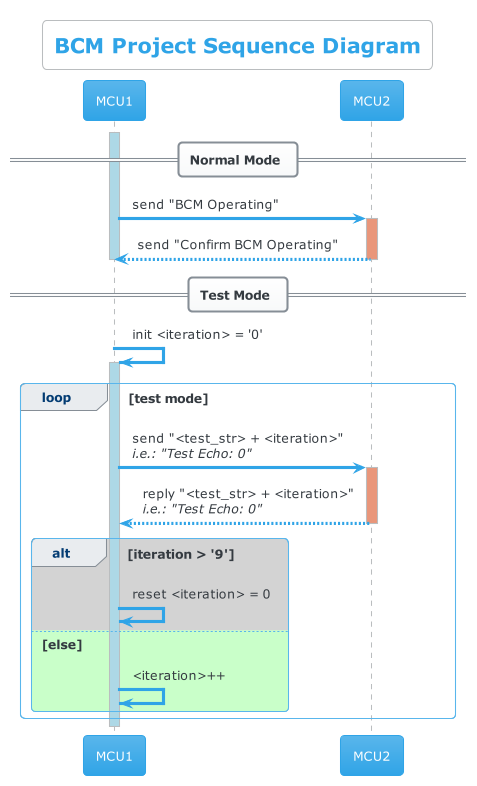 BCM Project Sequence Diagram
MCU1
MCU2
Normal Mode
send "BCM Operating"
send "Confirm BCM Operating"
Test Mode
init <iteration> = '0'
loop
[test mode]
send "<test_str> + <iteration>"
i.e.: "Test Echo: 0"
reply "<test_str> + <iteration>"
i.e.: "Test Echo: 0"
alt
[iteration > '9']
reset <iteration> = 0
[else]
<iteration>++
MCU1
MCU2